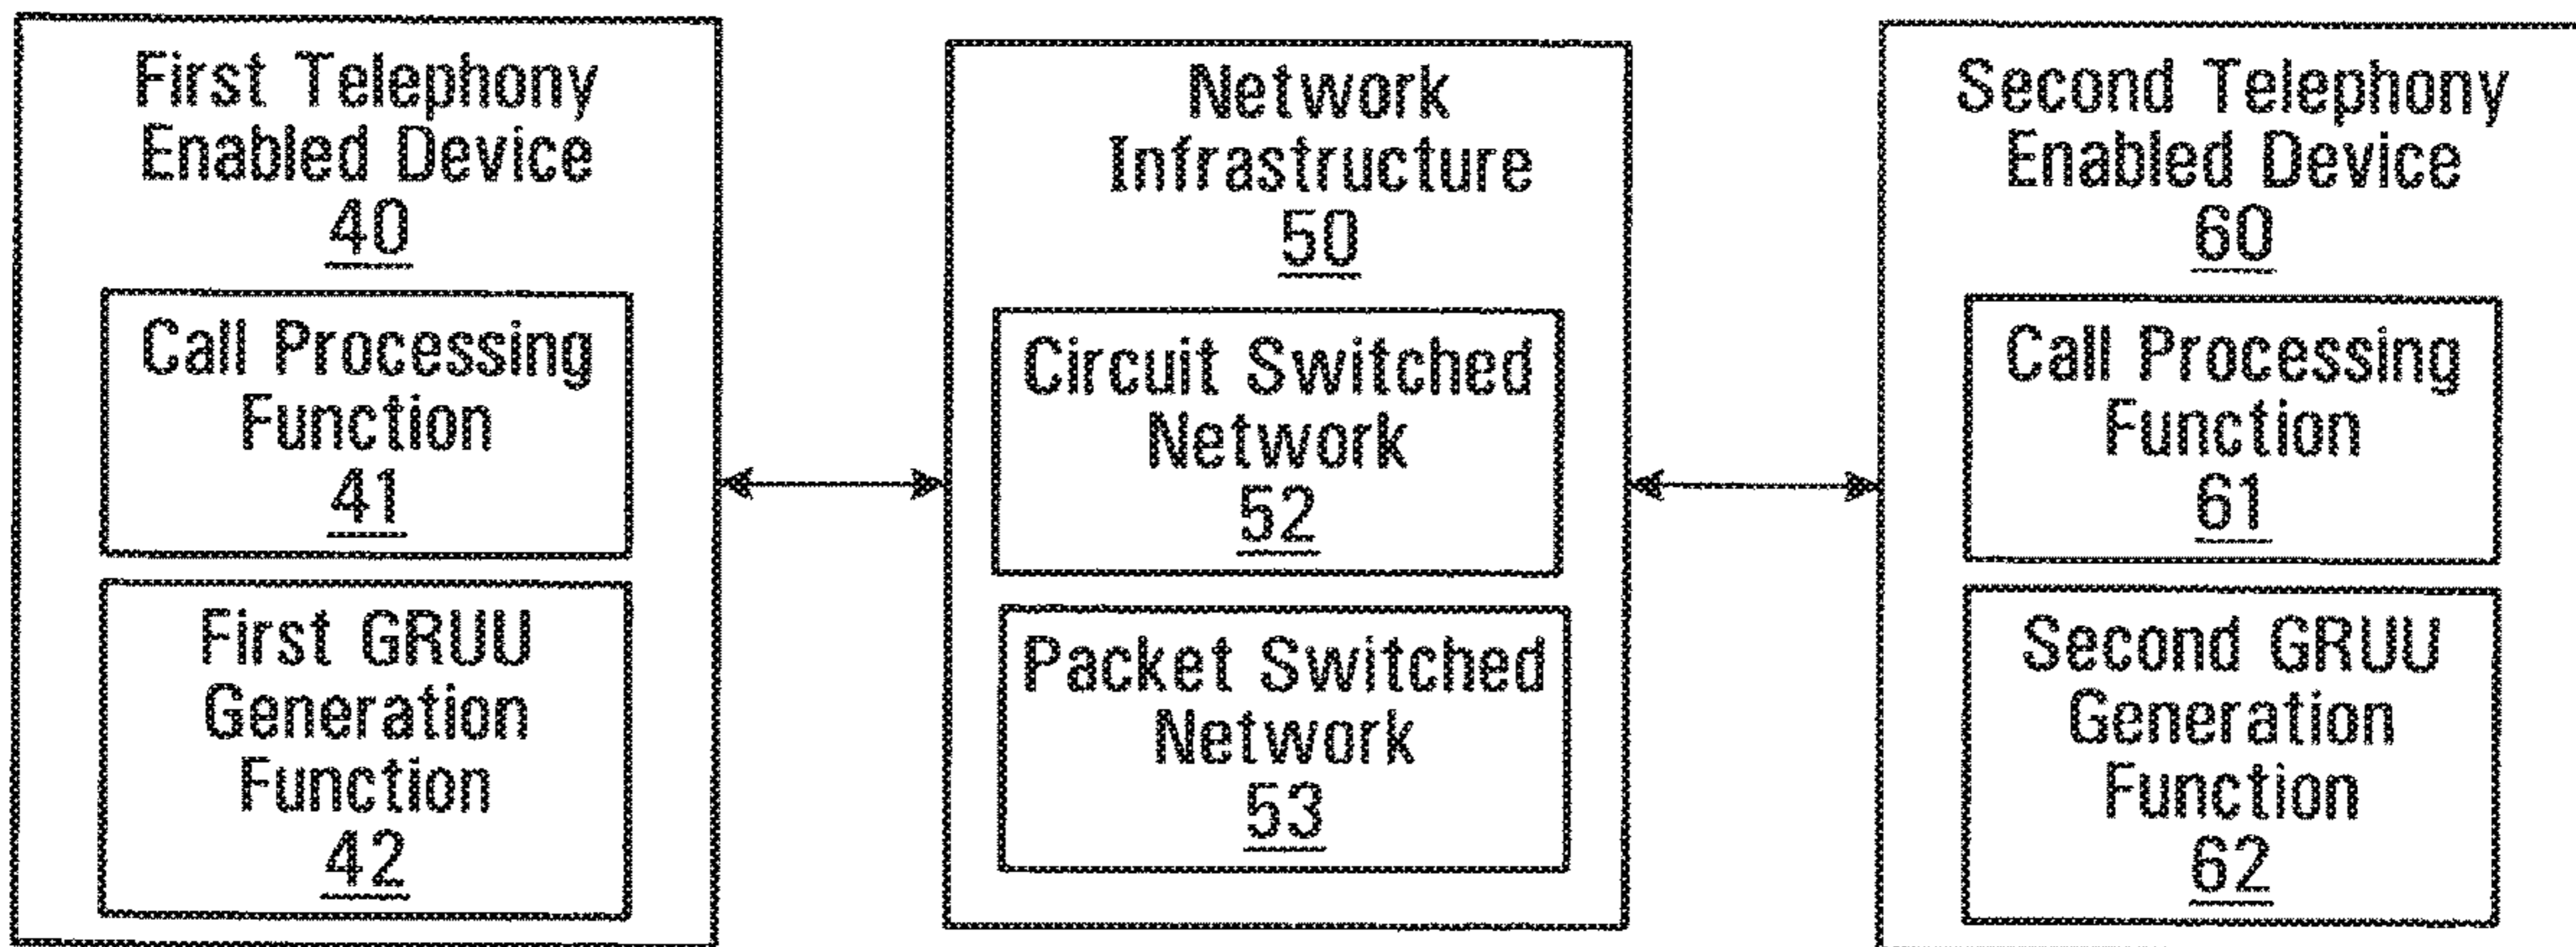 First Telephony
Enabled Device
40
Call Processing
Function
41
First GRUU
Generation
Function
42
Network
Infrastructure
50
Circuit Switched
Network
52
Packet Switched
Network
53
Second Telephony
Enabled Device
60
Call Processing
Function
61
Second GRUU
Generation
Function
62